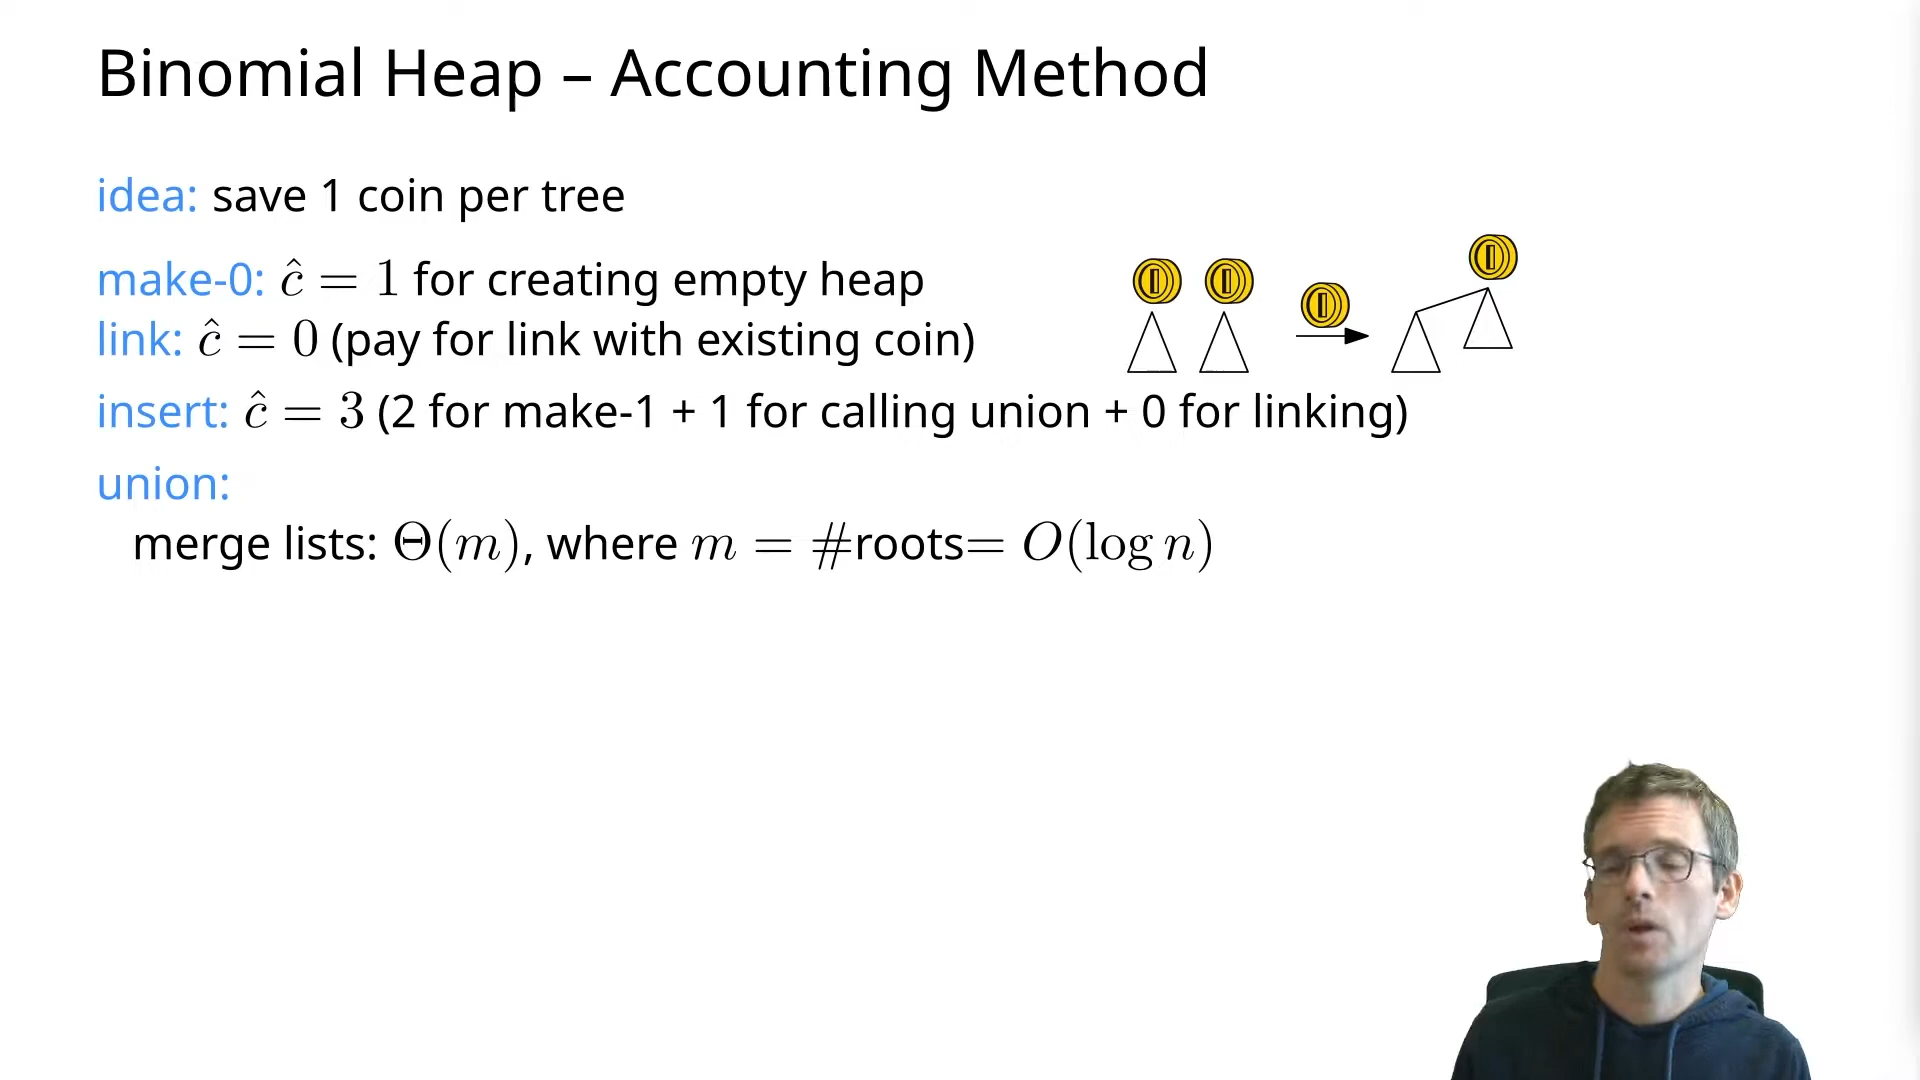 Binomial Heap – Accounting Method
idea: save 1 coin per tree
make-0: ĉ = 1 for creating empty heap
link: ĉ = 0 (pay for link with existing coin)
insert: ĉ = 3 (2 for make-1 + 1 for calling union + 0 for linking)
union:
merge lists: Θ(m), where m = #roots= O(log n)